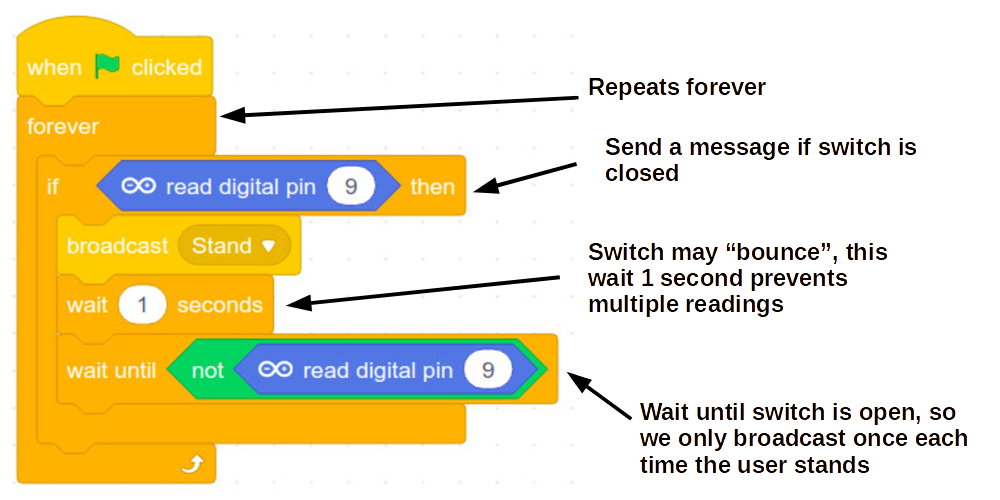 when clicked
Repeats forever
forever
Send a message if switch is
closed
if read digital pin 9 then
broadcast Stand
Switch may “bounce”, this
wait 1 second prevents
multiple readings
wait 1 seconds
wait until not read digital pin 9
Wait until switch is open, so
we only broadcast once each
time the user stands